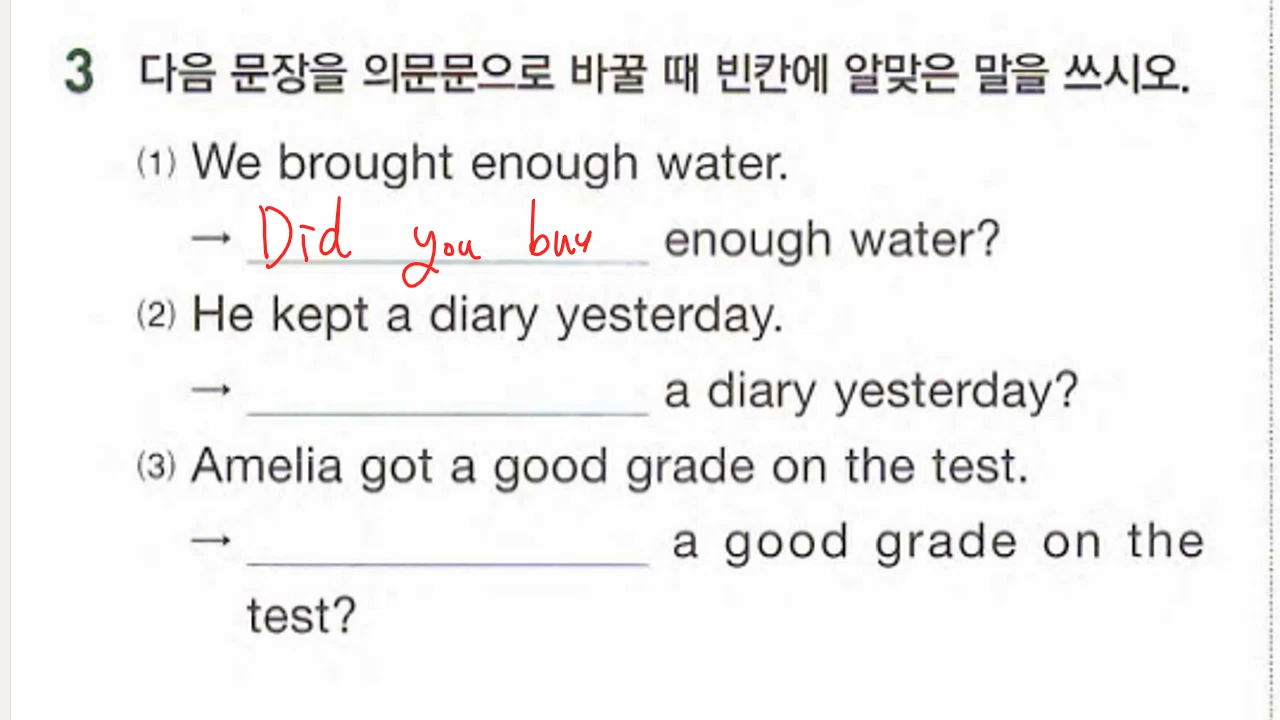 3 다음 문장을 의문문으로 바꿀 때 빈칸에 알맞은 말을 쓰시오.
(1) We brought enough water.
→ Did you buy enough water?
(2) He kept a diary yesterday.
→ ____________ a diary yesterday?
(3) Amelia got a good grade on the test.
→ ____________ a good grade on the
test?